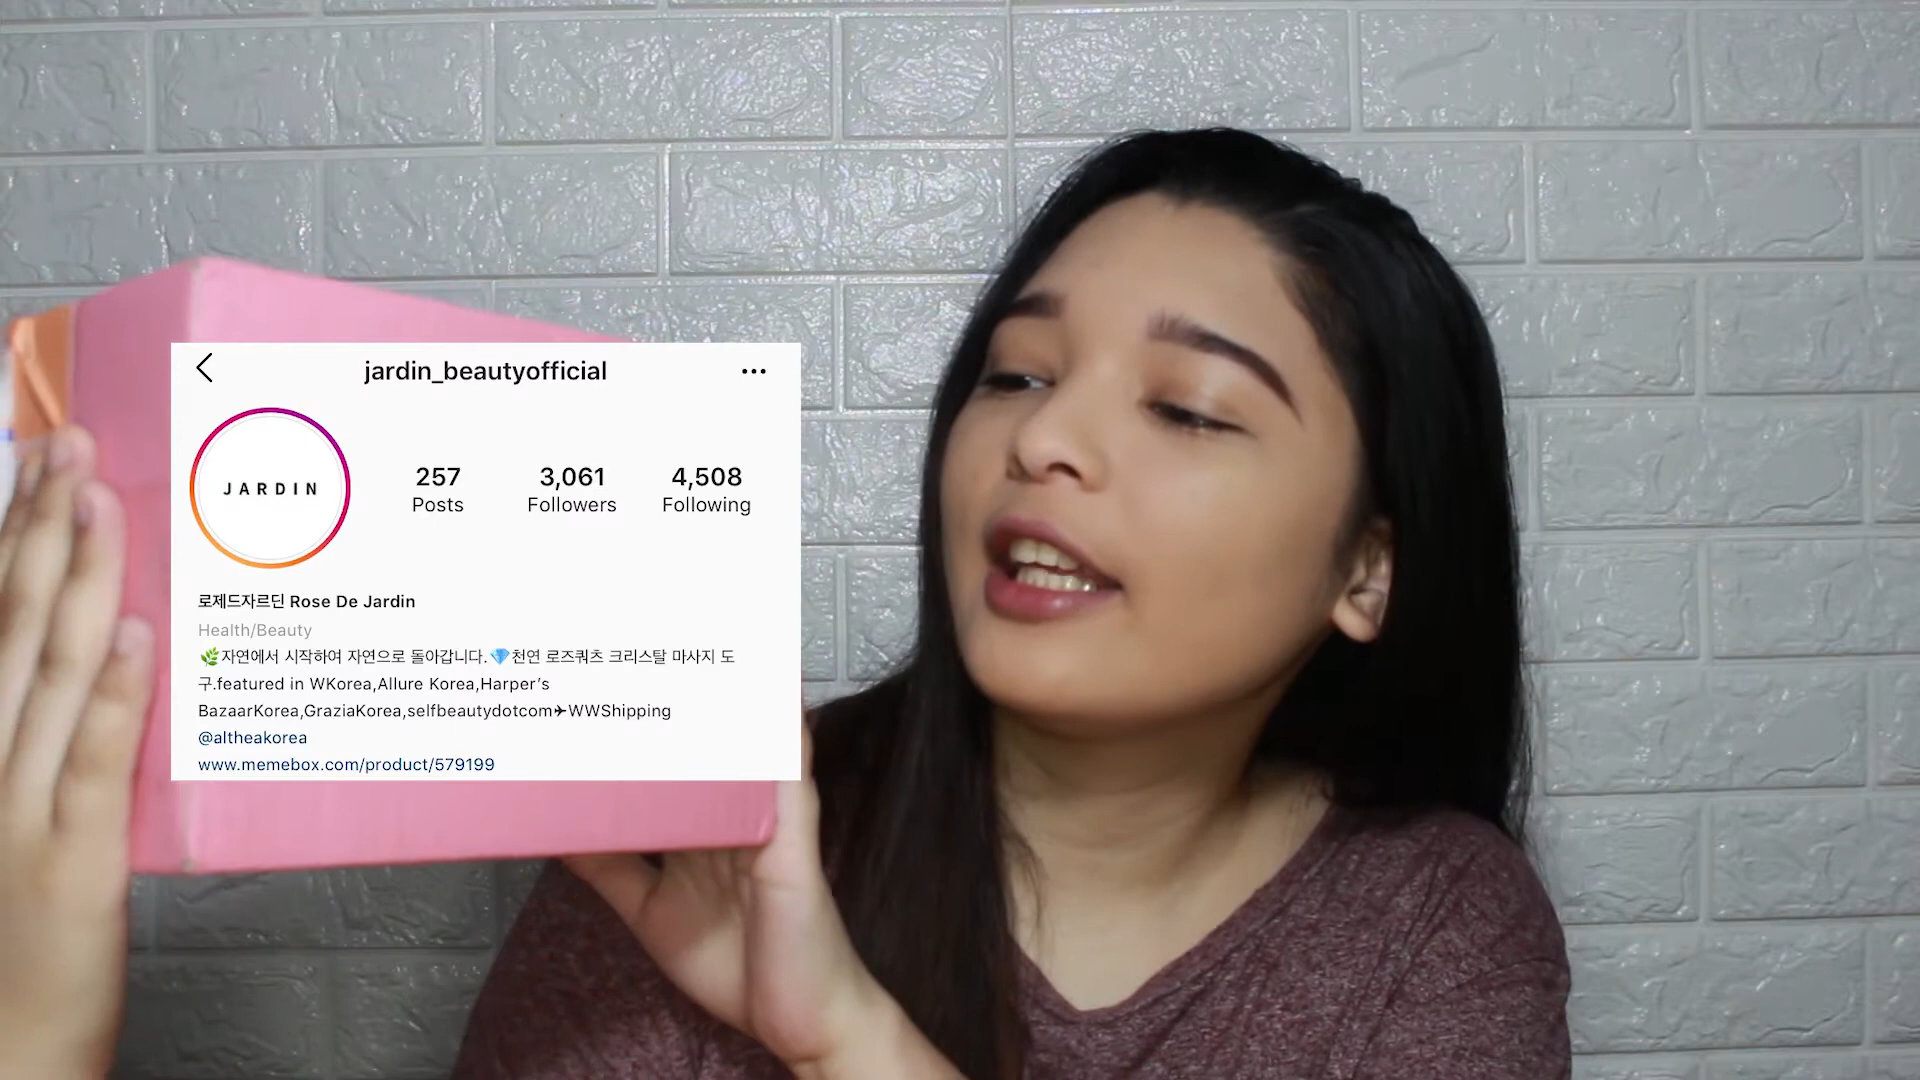 jardin_beautyofficial
JARDIN
257
Posts
3,061
Followers
4,508
Following
로제드자르딘 Rose De Jardin
Health/Beauty
🌿자연에서 시작하여 자연으로 돌아갑니다.💎천연 로즈쿼츠 크리스탈 마사지 도
구.featured in WKorea,Allure Korea,Harper’s
BazaarKorea,GraziaKorea,selfbeautydotcom✈WWShipping
@altheakorea
www.memebox.com/product/579199